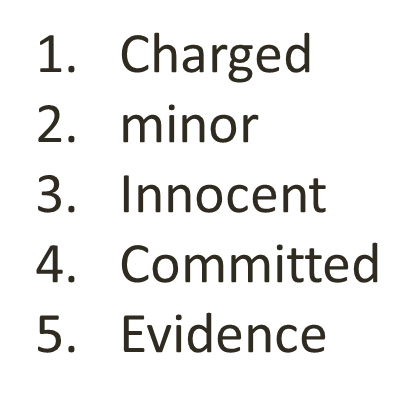 1. Charged
2. minor
3. Innocent
4. Committed
5. Evidence